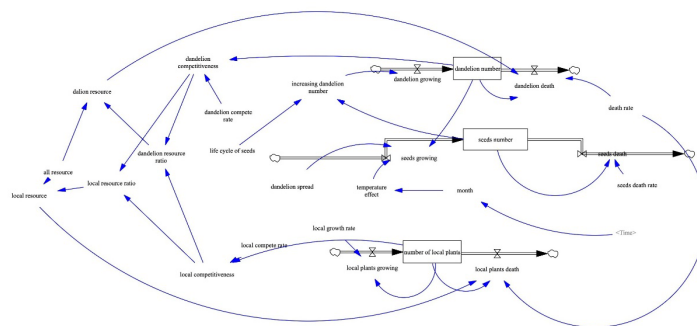 dandelion
competitiveness
dandelion number
dandelion growing
dandelion death
increasing dandelion
number
dalion resource
dandelion compete
rate
death rate
seeds number
life cycle of seeds
dandelion resource
ratio
seeds growing
seeds death
all resource
local resource ratio
local resource
dandelion spread
temperature
effect
month
seeds death rate
local growth rate
<Time>
local compete rate
number of local plants
local plants growing
local plants death
local competitiveness